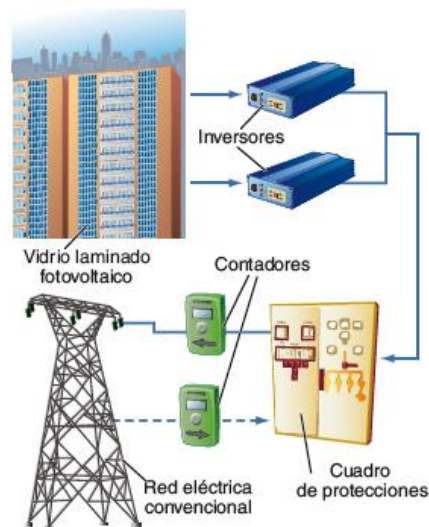 Inversores
Vidrio laminado
fotovoltaico
Contadores
Red eléctrica
convencional
Cuadro
de protecciones